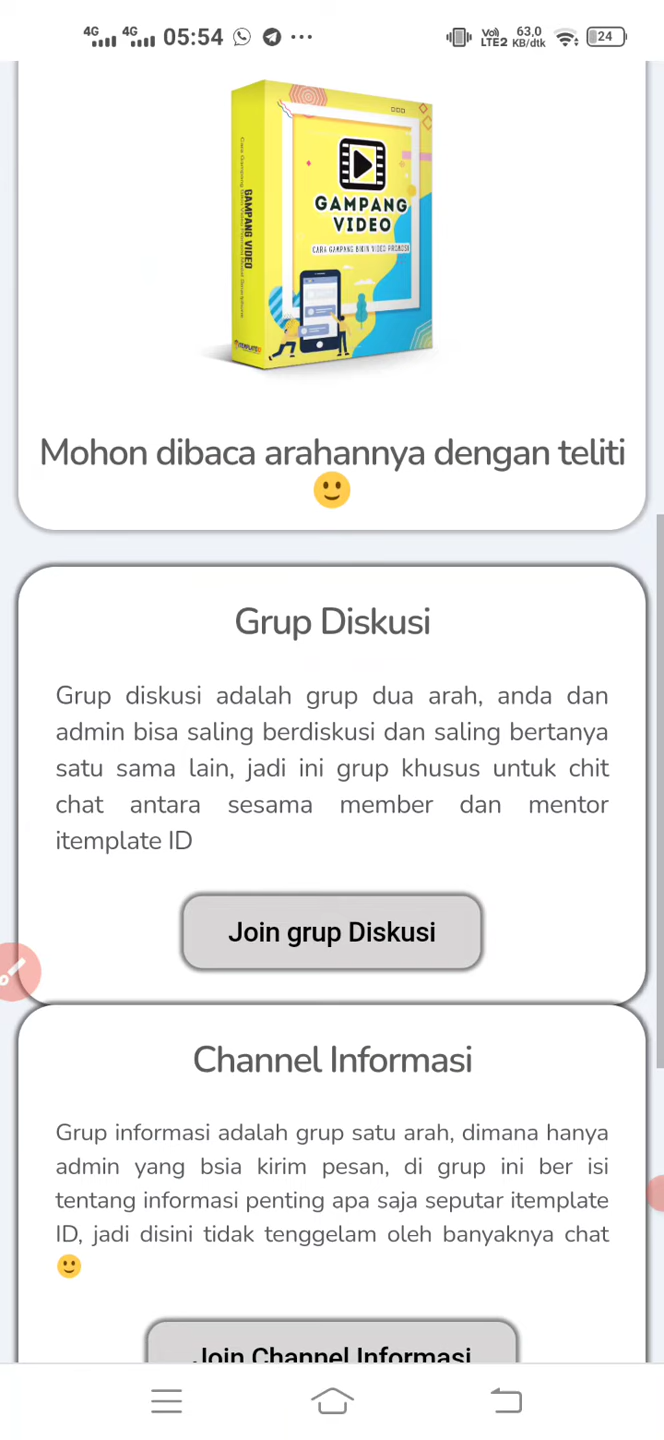 4G 4G 05:54
Vo) LTE2 63,0 KB/dtk 24
GAMPANG VIDEO
GAMPANG
VIDEO
CARA GAMPANG BIKIN VIDEO PROMOSI
Mohon dibaca arahannya dengan teliti
🙂
Grup Diskusi
Grup diskusi adalah grup dua arah, anda dan
admin bisa saling berdiskusi dan saling bertanya
satu sama lain, jadi ini grup khusus untuk chit
chat antara sesama member dan mentor
itemplate ID
Join grup Diskusi
Channel Informasi
Grup informasi adalah grup satu arah, dimana hanya
admin yang bsia kirim pesan, di grup ini ber isi
tentang informasi penting apa saja seputar itemplate
ID, jadi disini tidak tenggelam oleh banyaknya chat
🙂
Join Channel Informasi